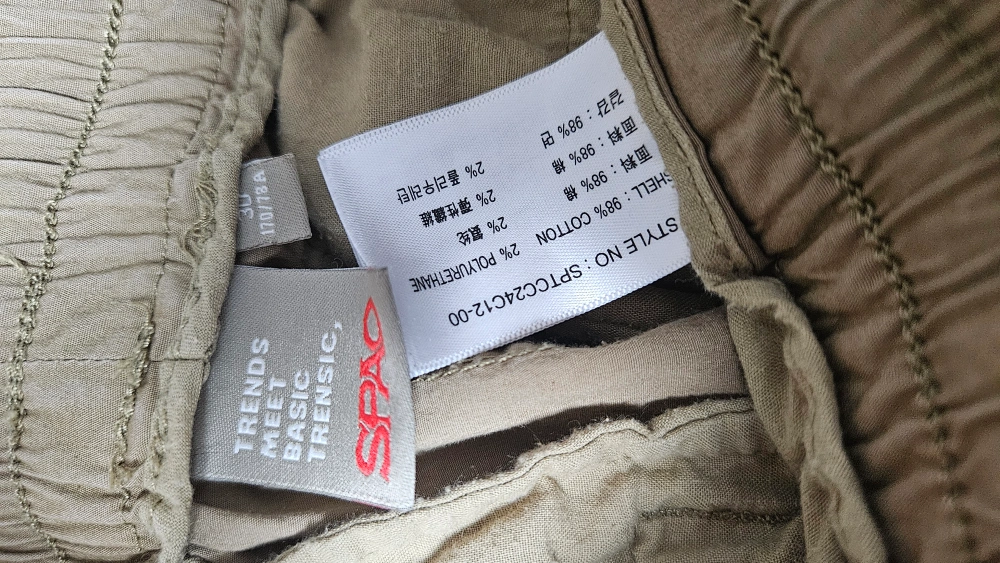 SPAO
TRENDS
MEET
BASIC
TRENSIC,
30
170/78A
STYLE NO : SPTCC24C12-00
SHELL : 98% COTTON
2% POLYURETHANE
面料 : 98% 棉
2% 氨纶
面料 : 98% 棉
2% 彈性纖維
겉감 : 98% 면
2% 폴리우레탄